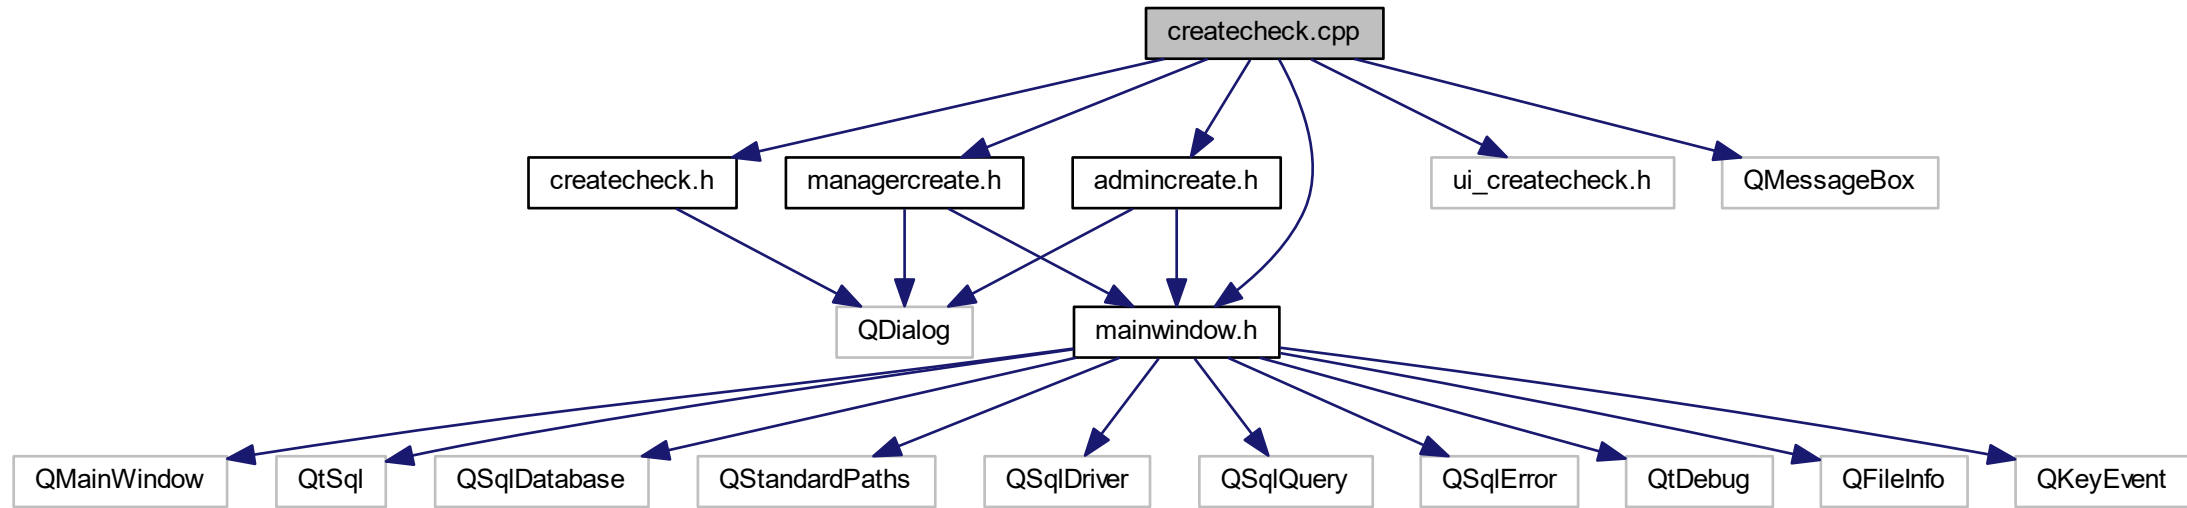 createcheck.cpp
createcheck.h
managercreate.h
admincreate.h
ui_createcheck.h
QMessageBox
QDialog
mainwindow.h
QMainWindow
QtSql
QSqlDatabase
QStandardPaths
QSqlDriver
QSqlQuery
QSqlError
QtDebug
QFileInfo
QKeyEvent